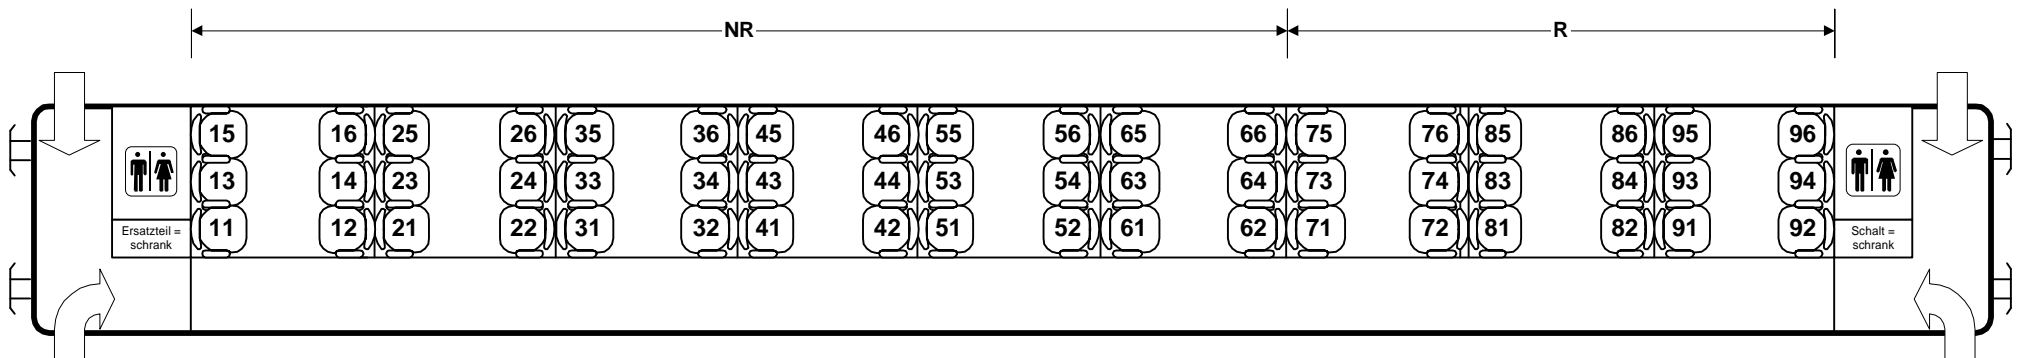 NR R
15 16 25 26 35 36 45 46 55 56 65 66 75 76 85 86 95 96
13 14 23 24 33 34 43 44 53 54 63 64 73 74 83 84 93 94
11 12 21 22 31 32 41 42 51 52 61 62 71 72 81 82 91 92
Ersatzteil =
schrank
Schalt =
schrank